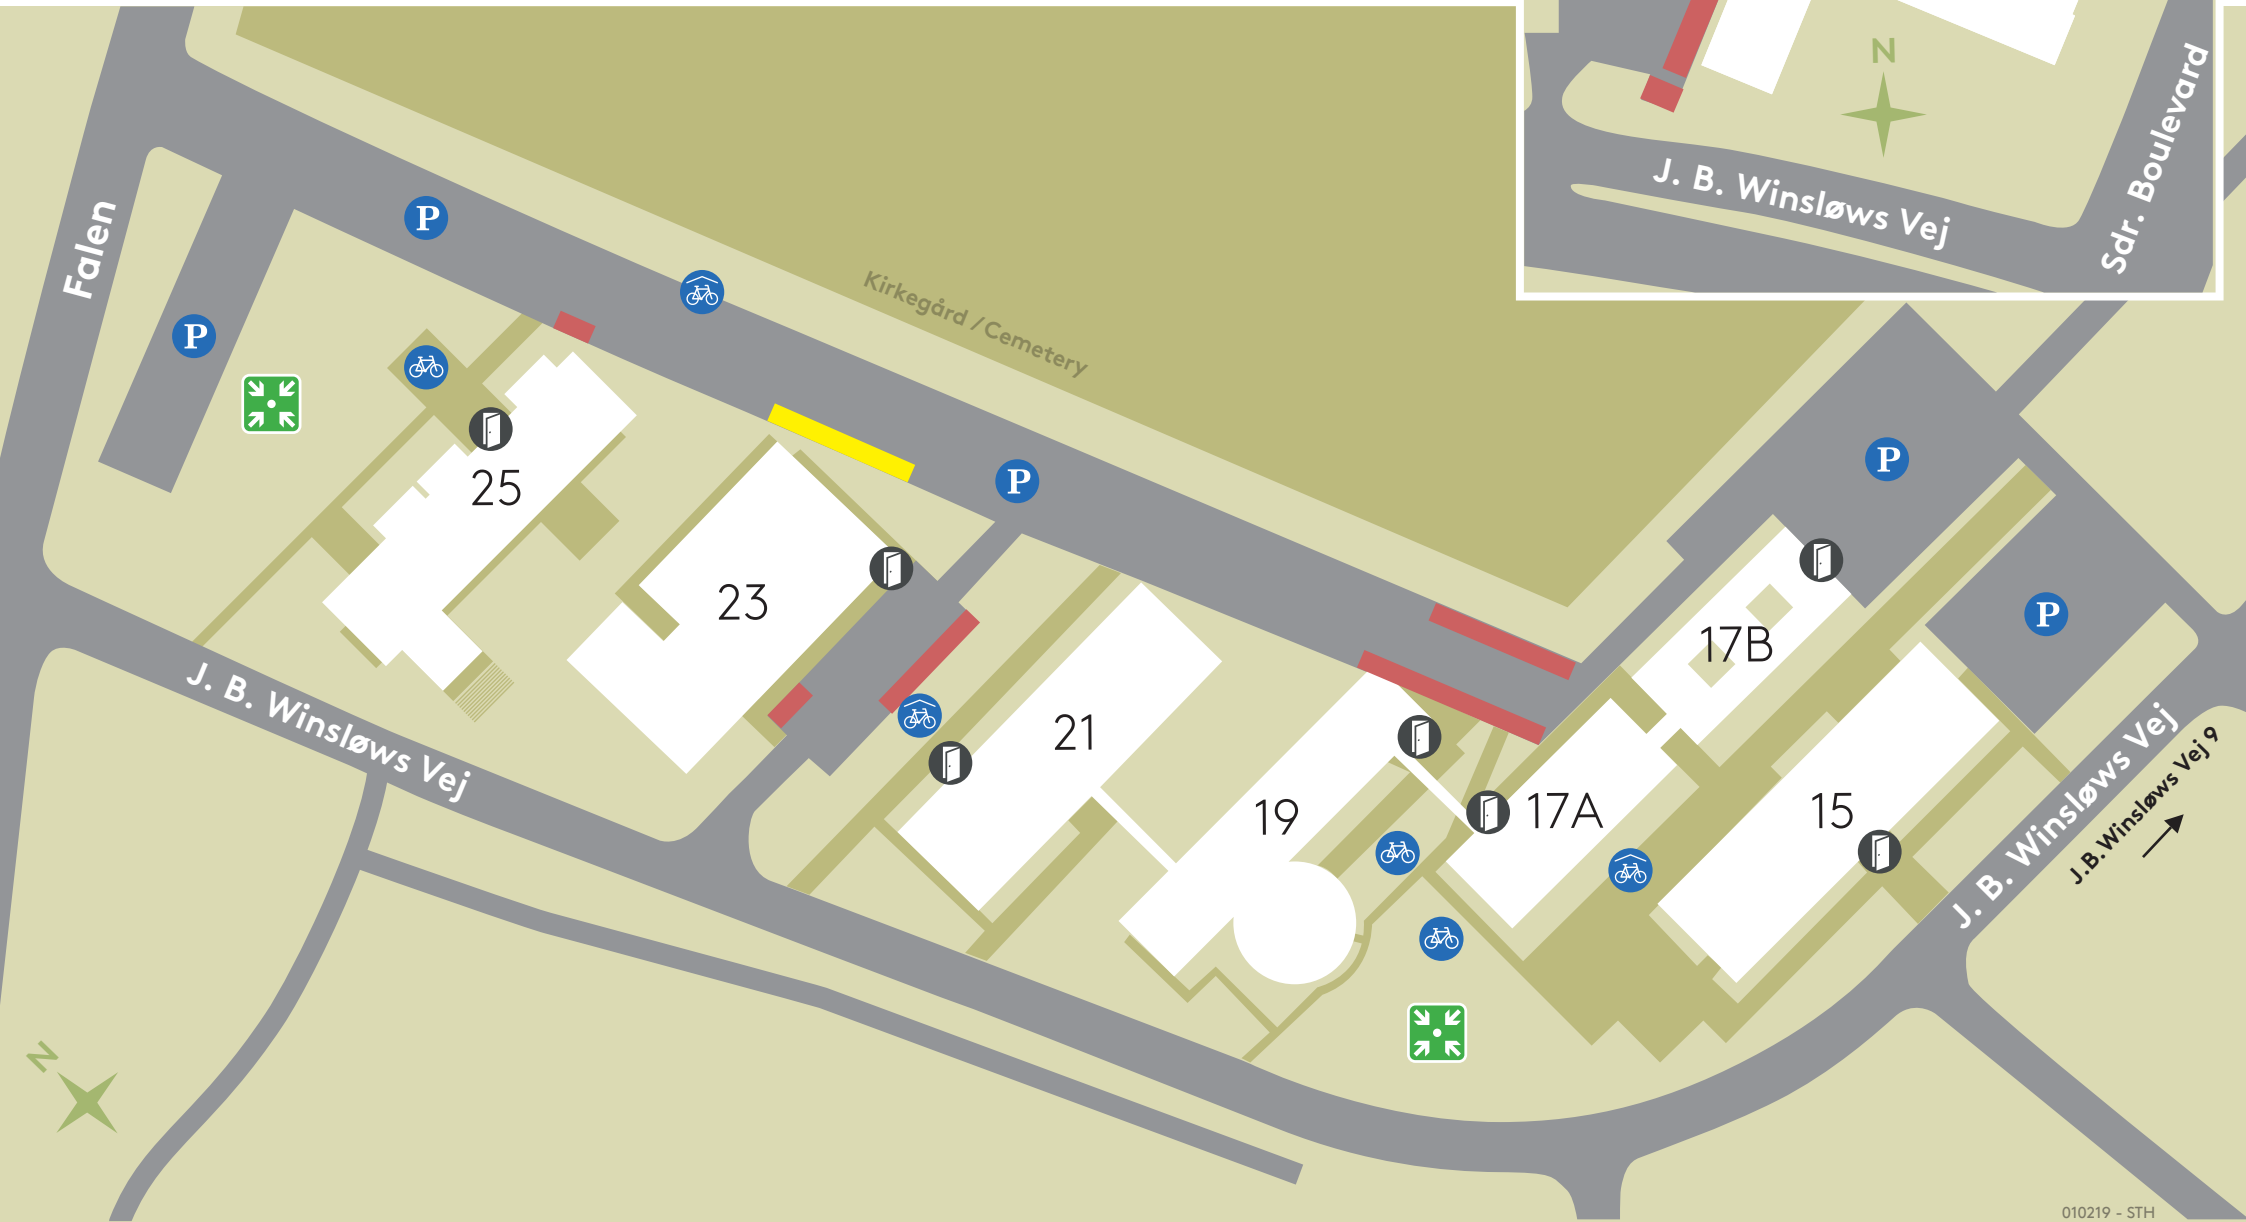 N
J. B. Winsløws Vej
Sdr. Boulevard
Falen
P
P
Kirkegård / Cemetery
P
P
P
25
23
21
19
17A
17B
15
J. B. Winsløws Vej
J. B. Winsløws Vej
J.B.Winsløws Vej 9
N
010219 - STH